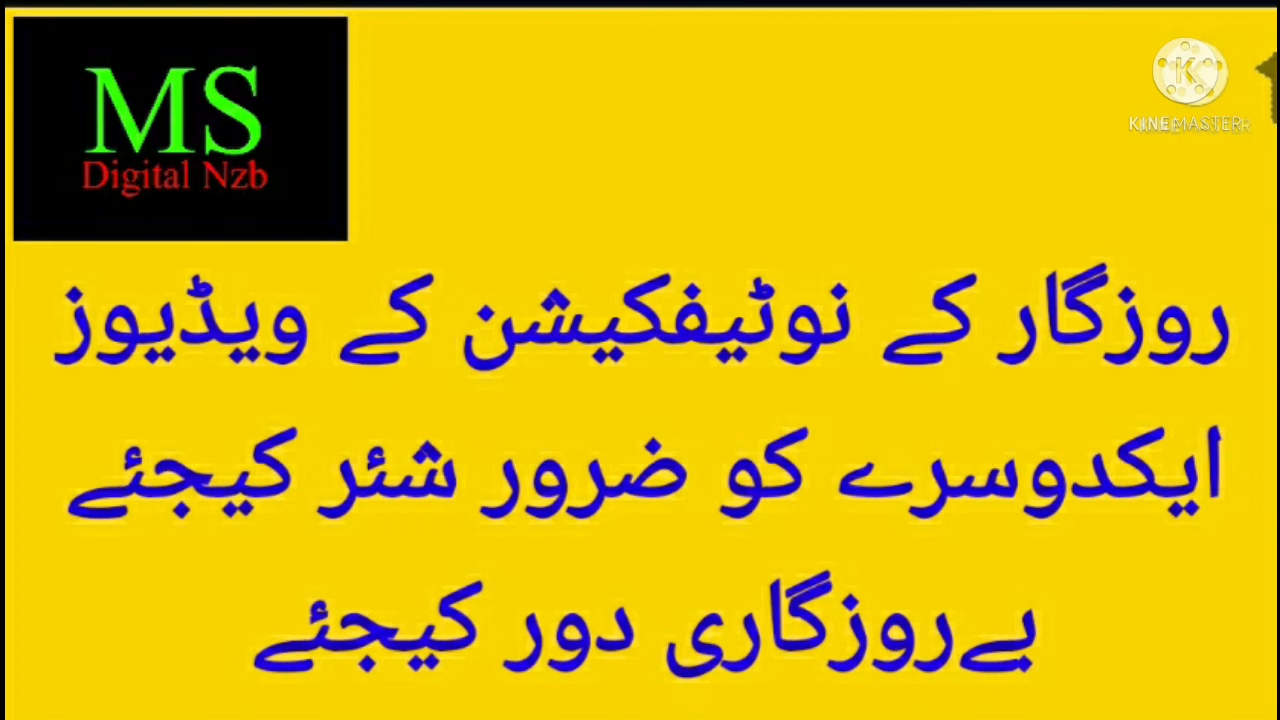 MS
Digital Nzb
KINEMASTER
روزگار کے نوٹیفکیشن کے ویڈیوز
ایکدوسرے کو ضرور شئر کیجئے
بےروزگاری دور کیجئے